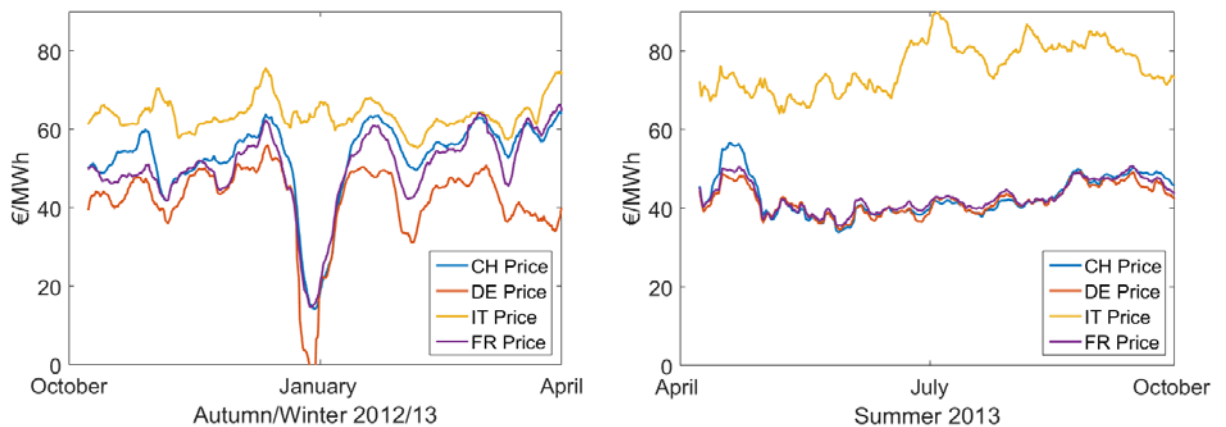 80
60
40
20
0
€/MWh
October
January
April
Autumn/Winter 2012/13
CH Price
DE Price
IT Price
FR Price
80
60
40
20
0
€/MWh
April
July
October
Summer 2013
CH Price
DE Price
IT Price
FR Price